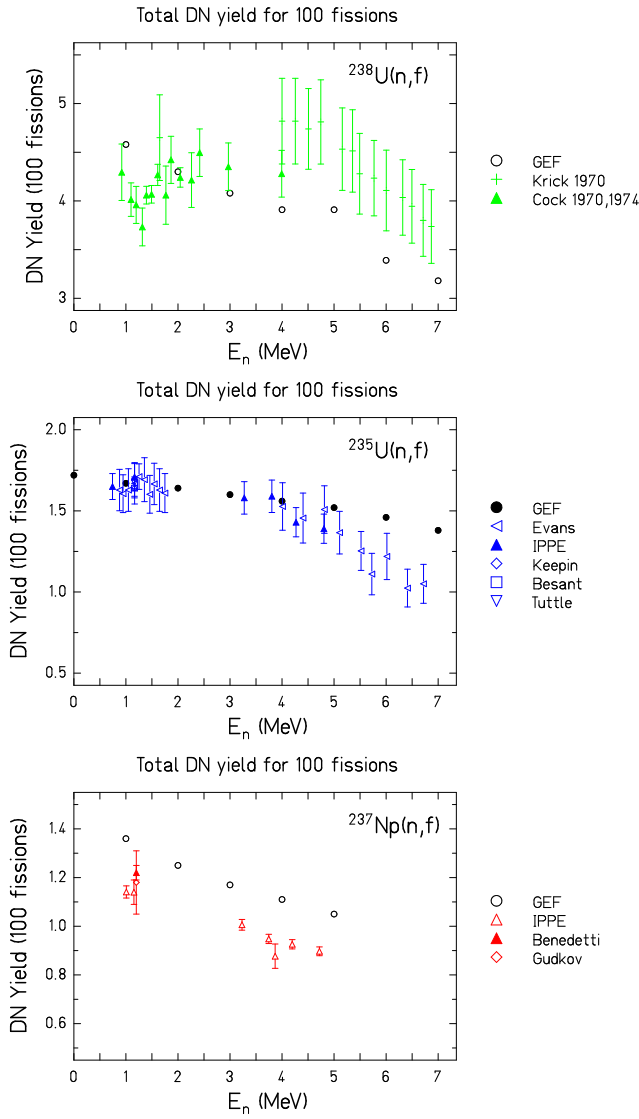 Total DN yield for 100 fissions
DN Yield (100 fissions)
5
4
3
²³⁸U(n,f)
GEF
Krick 1970
Cock 1970,1974
0 1 2 3 4 5 6 7
Eₙ (MeV)
Total DN yield for 100 fissions
DN Yield (100 fissions)
2.0
1.5
1.0
0.5
²³⁵U(n,f)
GEF
Evans
IPPE
Keepin
Besant
Tuttle
0 1 2 3 4 5 6 7
Eₙ (MeV)
Total DN yield for 100 fissions
DN Yield (100 fissions)
1.4
1.2
1.0
0.8
0.6
²³⁷Np(n,f)
GEF
IPPE
Benedetti
Gudkov
0 1 2 3 4 5 6 7
Eₙ (MeV)